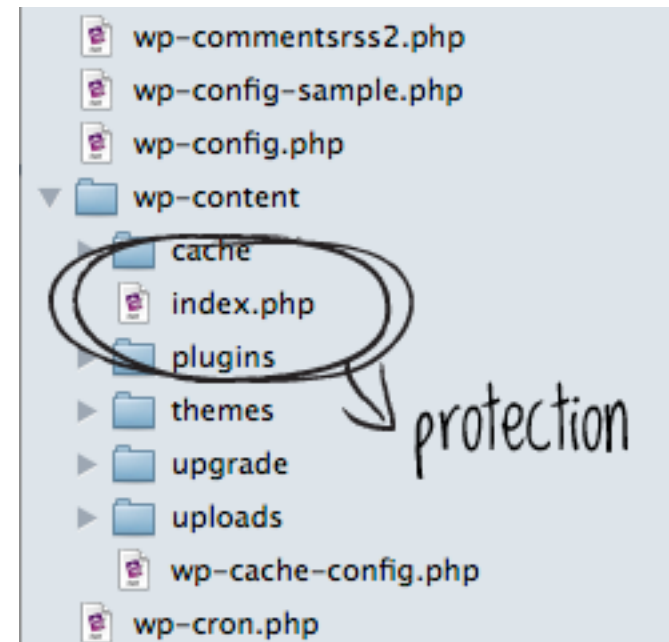 wp-commentsrss2.php
wp-config-sample.php
wp-config.php
wp-content
cache
index.php
plugins
protection
themes
upgrade
uploads
wp-cache-config.php
wp-cron.php